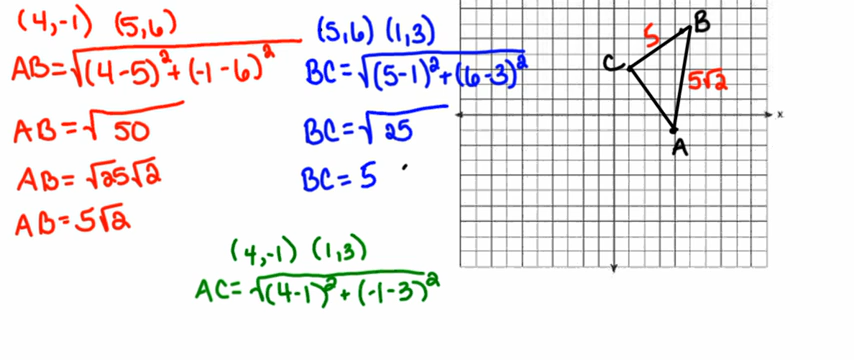 (4,-1) (5,6)
AB=√(4-5)²+(-1-6)²
AB=√50
AB=√25√2
AB=5√2
(5,6) (1,3)
BC=√(5-1)²+(6-3)²
BC=√25
BC=5
(4,-1) (1,3)
AC=√(4-1)²+(-1-3)²
B
5
C
5√2
x
A